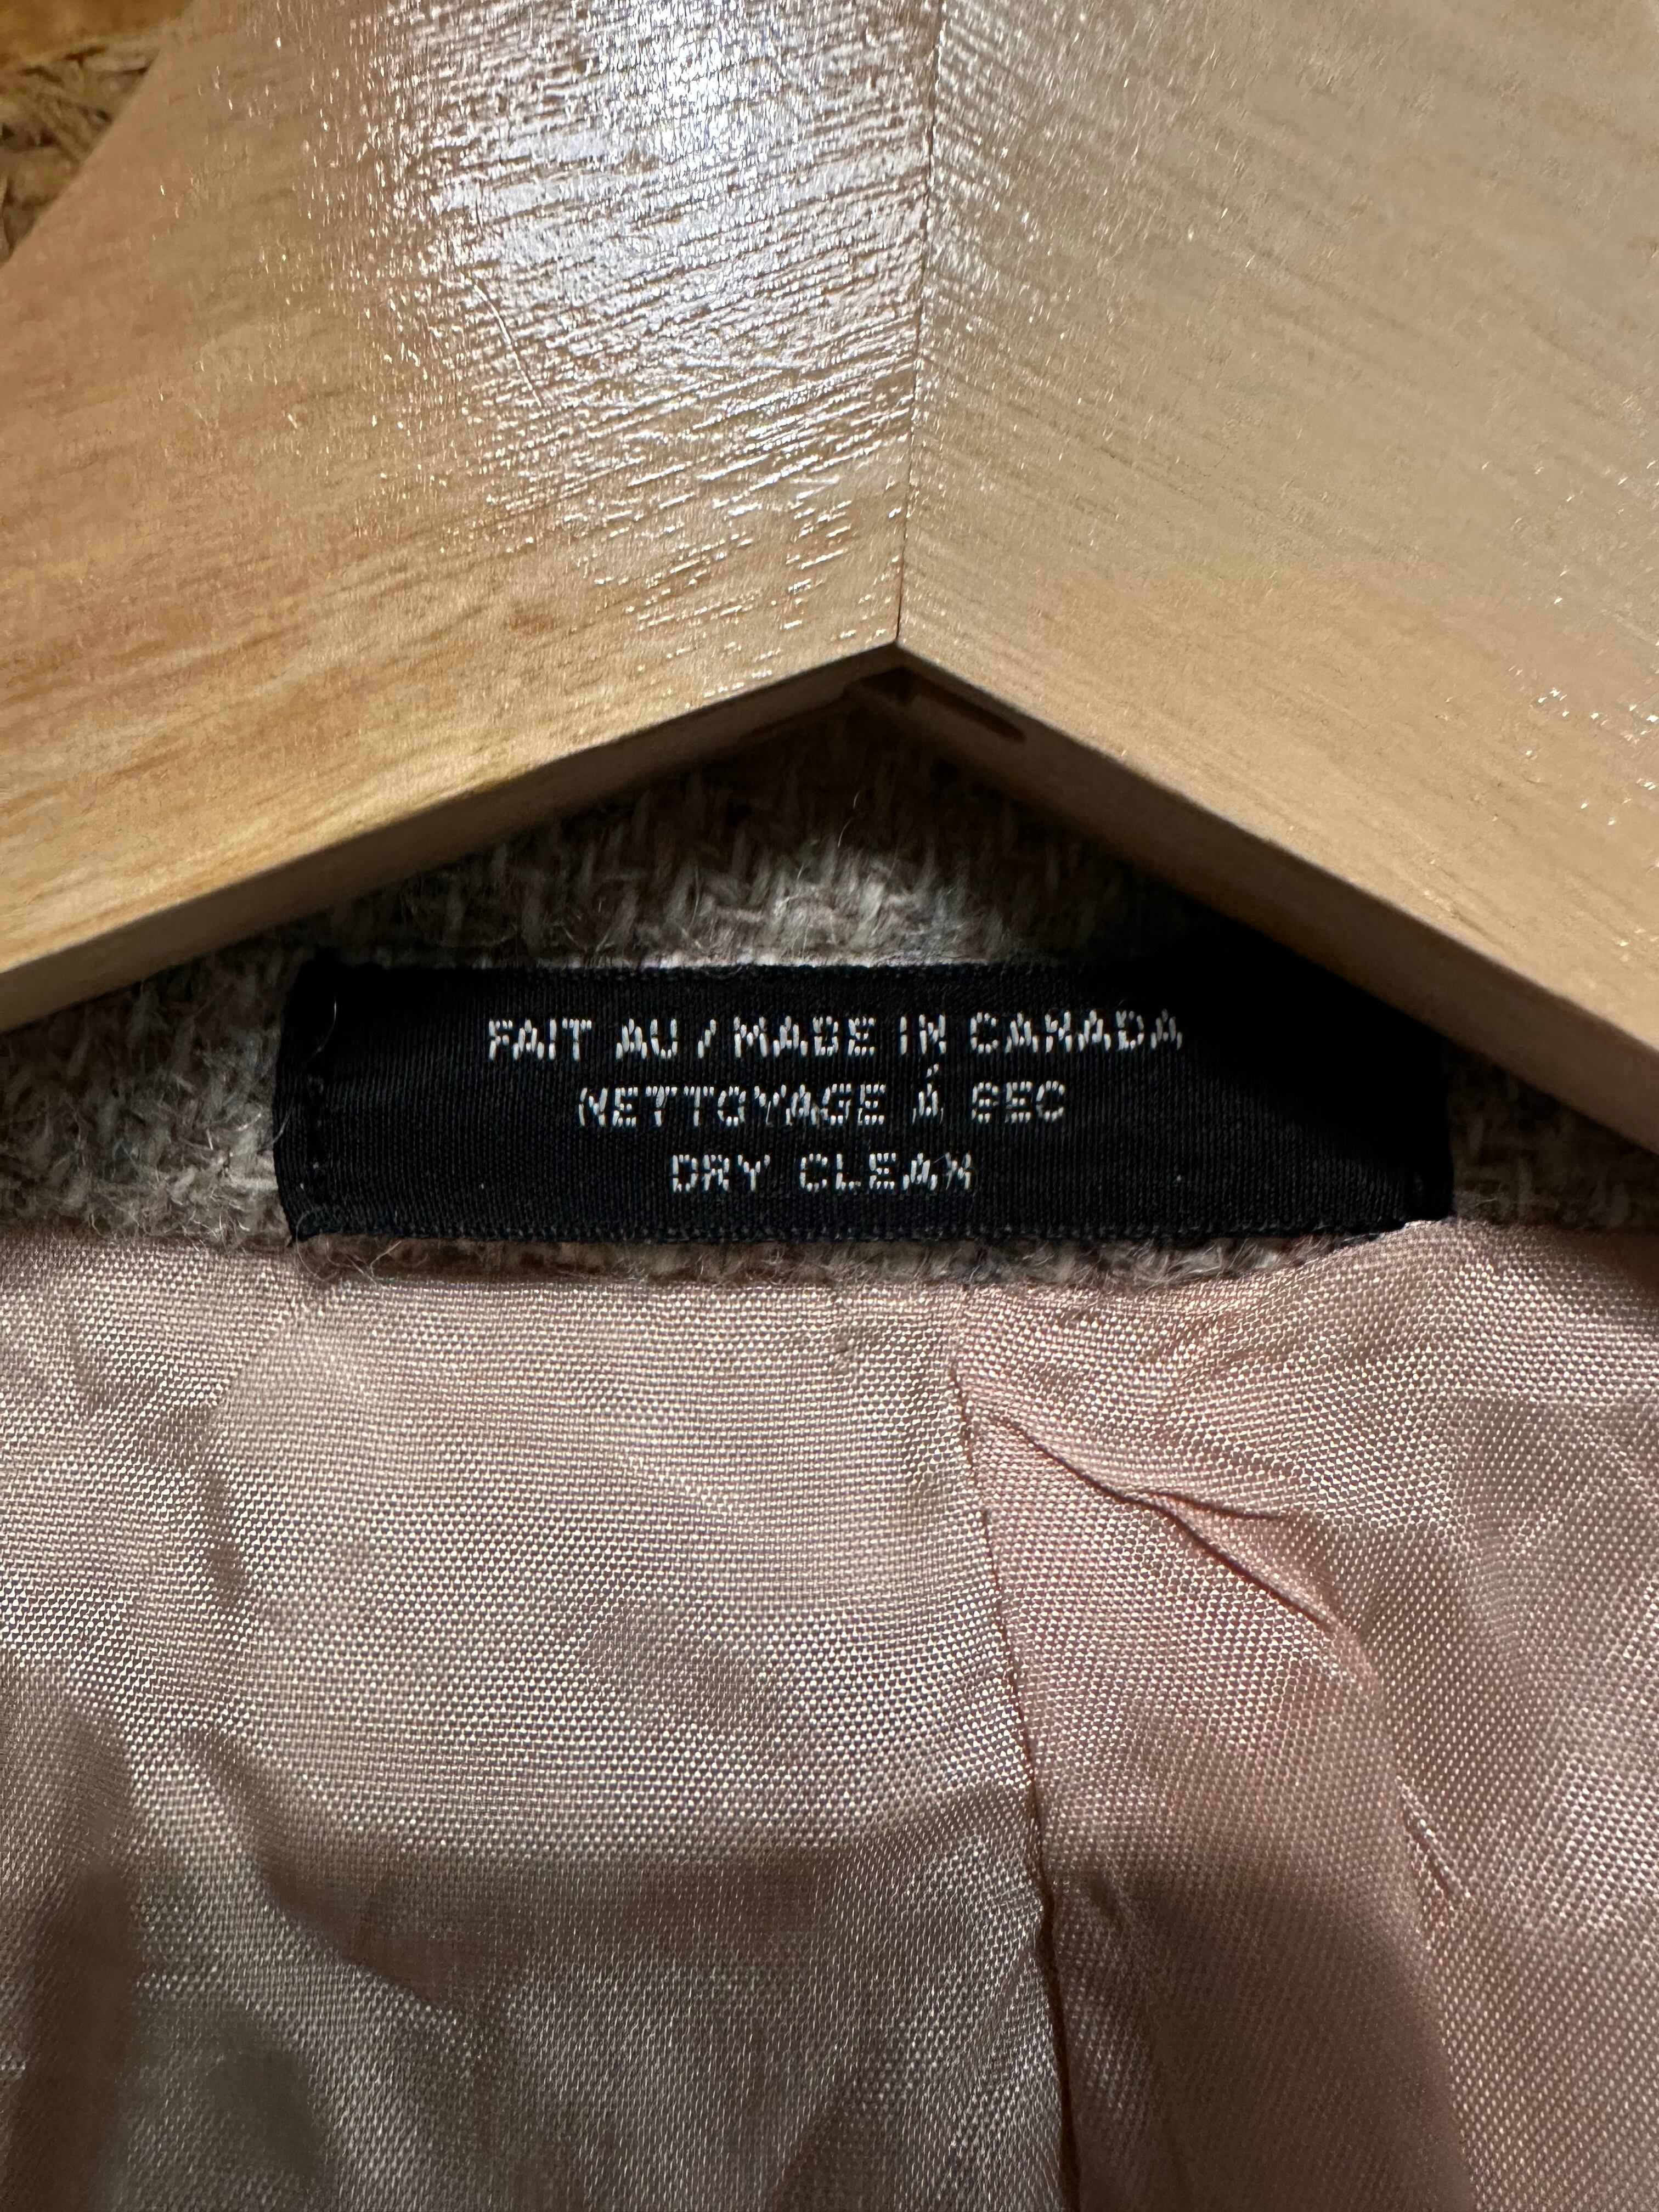 FAIT AU / MADE IN CANADA
NETTOYAGE Á SEC
DRY CLEAN